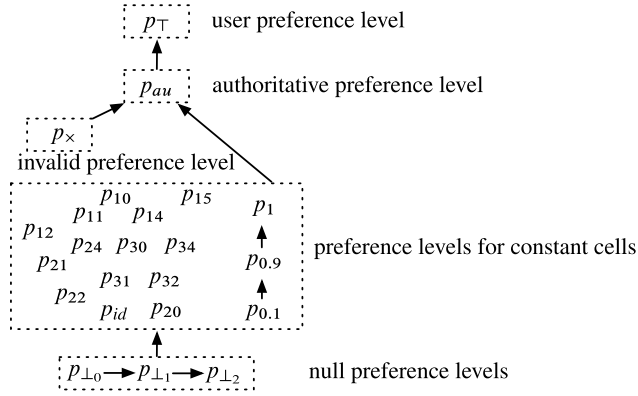 p⊤ user preference level
pau authoritative preference level
p×
invalid preference level
p10 p15
p11 p14 p1
p12
p24 p30 p34 preference levels for constant cells
p21 p0.9
p31 p32
p22
pid p20 p0.1
p⊥0 p⊥1 p⊥2 null preference levels